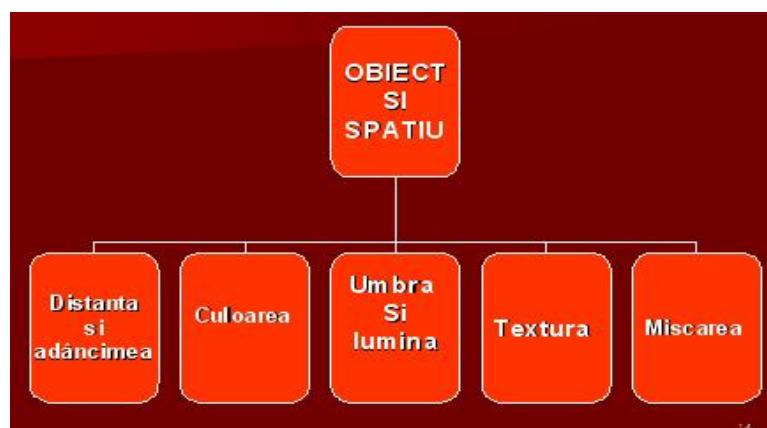 OBIECT
SI
SPATIU
Distanta
si
adâncimea
Culoarea
Umbra
Si
lumina
Textura
Miscarea